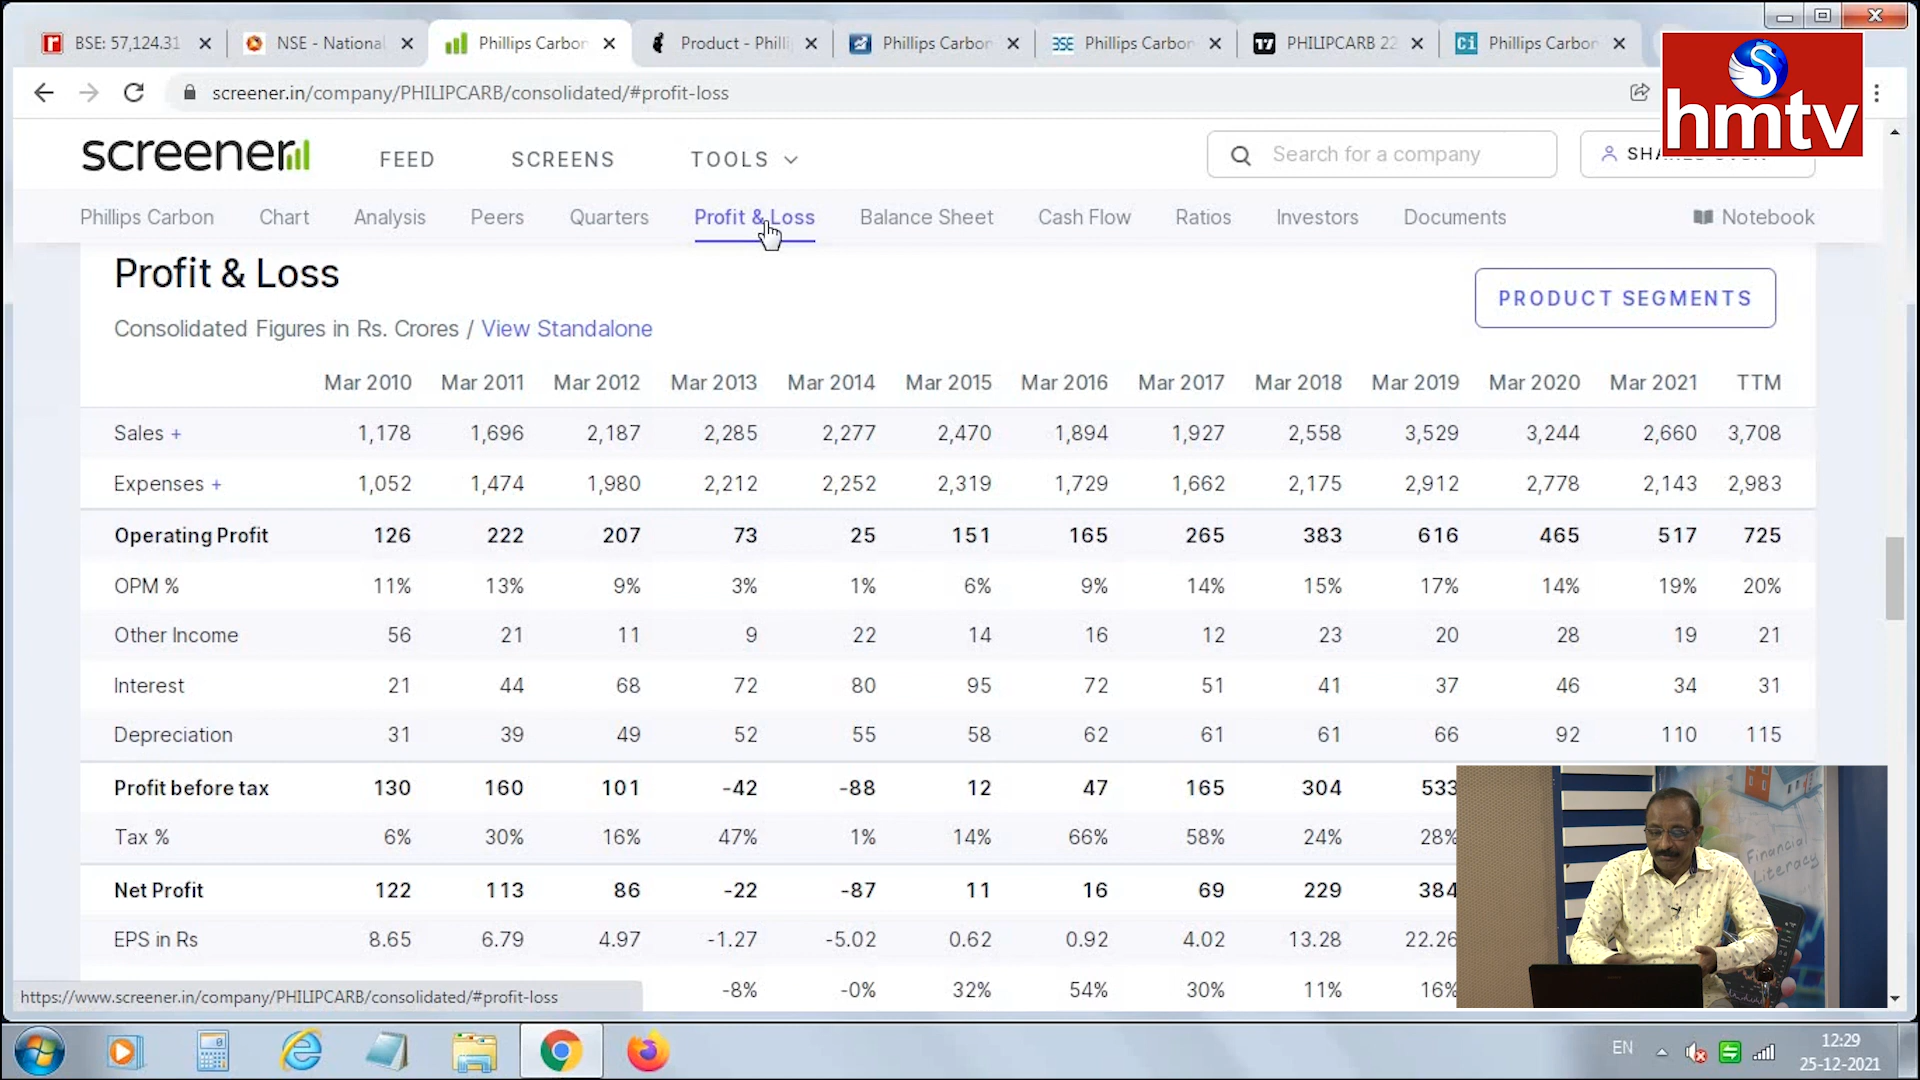 BSE: 57,124.31
NSE - National
Phillips Carbon
Product - Philli
Phillips Carbon
BSE
Phillips Carbon
PHILIPCARB 22
Ci
Phillips Carbon
screener.in/company/PHILIPCARB/consolidated/#profit-loss
hmtv
screener
FEED
SCREENS
TOOLS
Search for a company
Phillips Carbon
Chart
Analysis
Peers
Quarters
Profit & Loss
Balance Sheet
Cash Flow
Ratios
Investors
Documents
Notebook
Profit & Loss
PRODUCT SEGMENTS
Consolidated Figures in Rs. Crores / View Standalone
Mar 2010 Mar 2011 Mar 2012 Mar 2013 Mar 2014 Mar 2015 Mar 2016 Mar 2017 Mar 2018 Mar 2019 Mar 2020 Mar 2021 TTM
Sales + 1,178 1,696 2,187 2,285 2,277 2,470 1,894 1,927 2,558 3,529 3,244 2,660 3,708
Expenses + 1,052 1,474 1,980 2,212 2,252 2,319 1,729 1,662 2,175 2,912 2,778 2,143 2,983
Operating Profit 126 222 207 73 25 151 165 265 383 616 465 517 725
OPM % 11% 13% 9% 3% 1% 6% 9% 14% 15% 17% 14% 19% 20%
Other Income 56 21 11 9 22 14 16 12 23 20 28 19 21
Interest 21 44 68 72 80 95 72 51 41 37 46 34 31
Depreciation 31 39 49 52 55 58 62 61 61 66 92 110 115
Profit before tax 130 160 101 -42 -88 12 47 165 304 533
Tax % 6% 30% 16% 47% 1% 14% 66% 58% 24% 28%
Net Profit 122 113 86 -22 -87 11 16 69 229 384
EPS in Rs 8.65 6.79 4.97 -1.27 -5.02 0.62 0.92 4.02 13.28 22.26
-8% -0% 32% 54% 30% 11% 16%
Financial
Literacy
https://www.screener.in/company/PHILIPCARB/consolidated/#profit-loss
EN
12:29
25-12-2021